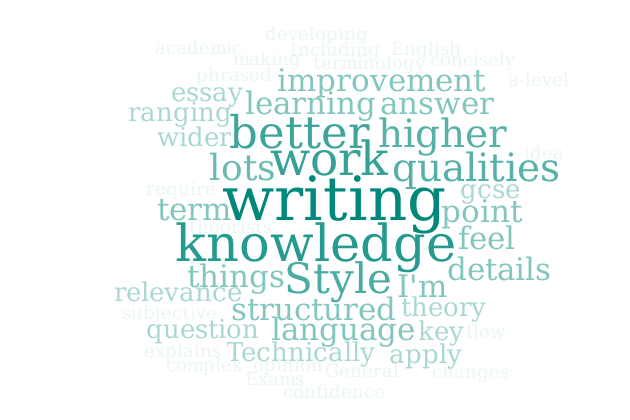 developing
academic Including English
making terminology concisely
phrased improvement a-level
essay learning answer
ranging
wider better higher
work idea
lots qualities
require writing gcse
term point
theorists
knowledge feel
things Style I'm details
relevance
subjective structured theory
question language key flow
explains Technically apply
complex opinion General changes
Exams
confidence